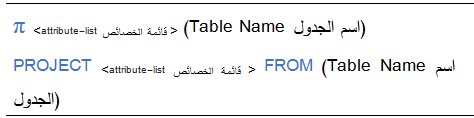 π <attribute-list قائمة الخصائص> (Table Name اسم الجدول)
PROJECT <attribute-list قائمة الخصائص > FROM (Table Name اسم
الجدول)